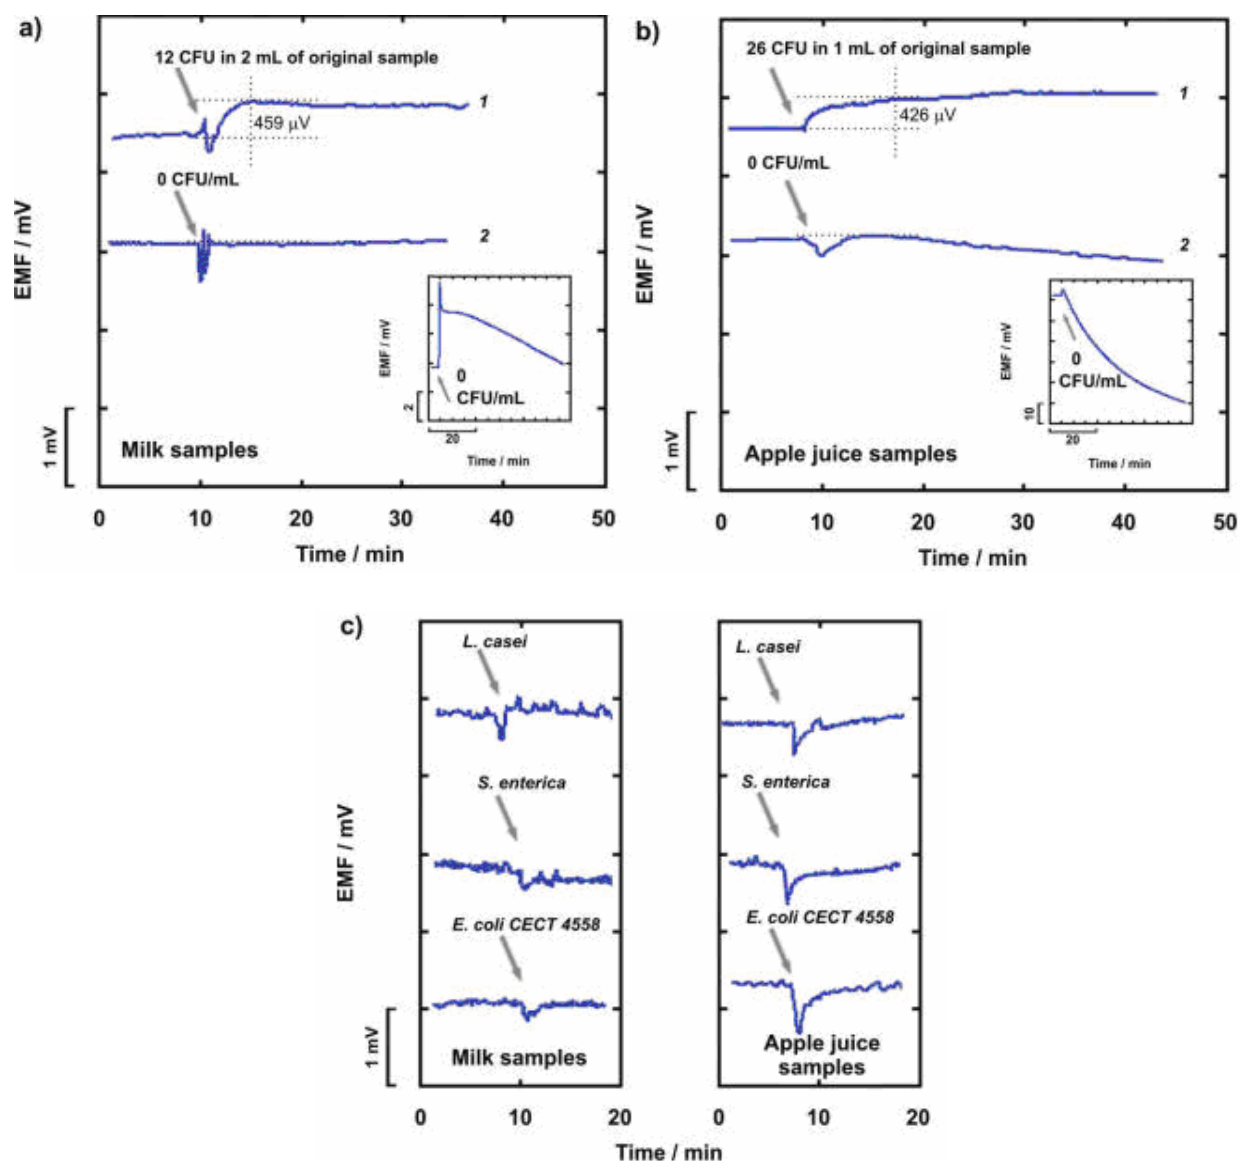 a)
12 CFU in 2 mL of original sample
1
459 µV
0 CFU/mL
2
EMF / mV
EMF / mV
0
CFU/mL
2
20
Time / min
1 mV
Milk samples
0 10 20 30 40 50
Time / min
b)
26 CFU in 1 mL of original sample
1
426 µV
0 CFU/mL
2
EMF / mV
EMF / mV
0
CFU/mL
10
20
Time / min
1 mV
Apple juice samples
0 10 20 30 40 50
Time / min
c)
L. casei
S. enterica
E. coli CECT 4558
EMF / mV
1 mV
Milk samples
0 10 20
L. casei
S. enterica
E. coli CECT 4558
Apple juice
samples
0 10 20
Time / min